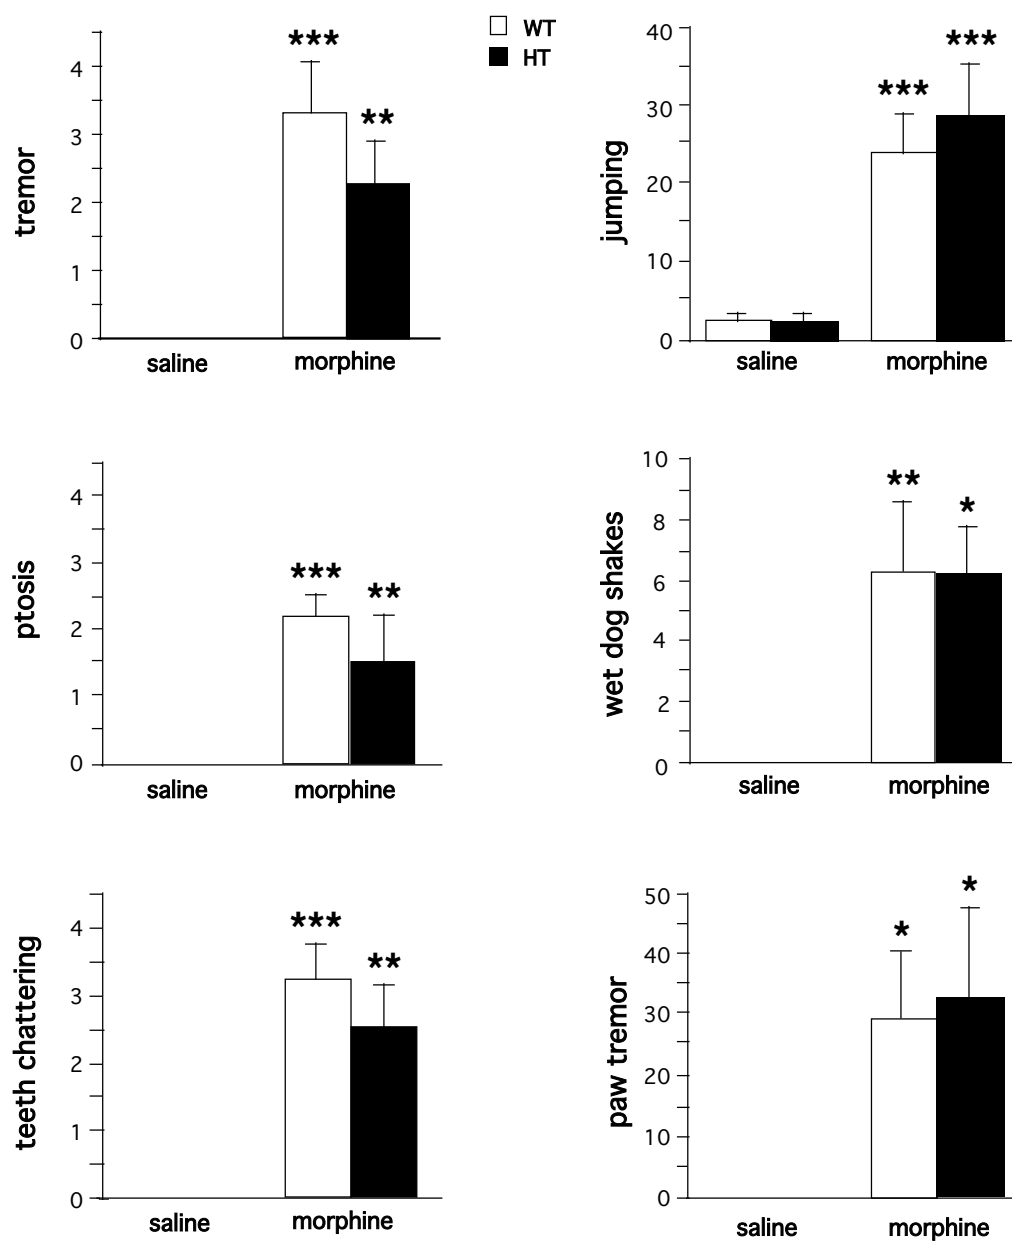 WT
HT
tremor
4
3
2
1
0
***
**
saline
morphine
jumping
40
30
20
10
0
***
***
saline
morphine
ptosis
4
3
2
1
0
***
**
saline
morphine
wet dog shakes
10
8
6
4
2
0
**
*
saline
morphine
teeth chattering
4
3
2
1
0
***
**
saline
morphine
paw tremor
50
40
30
20
10
0
*
*
saline
morphine